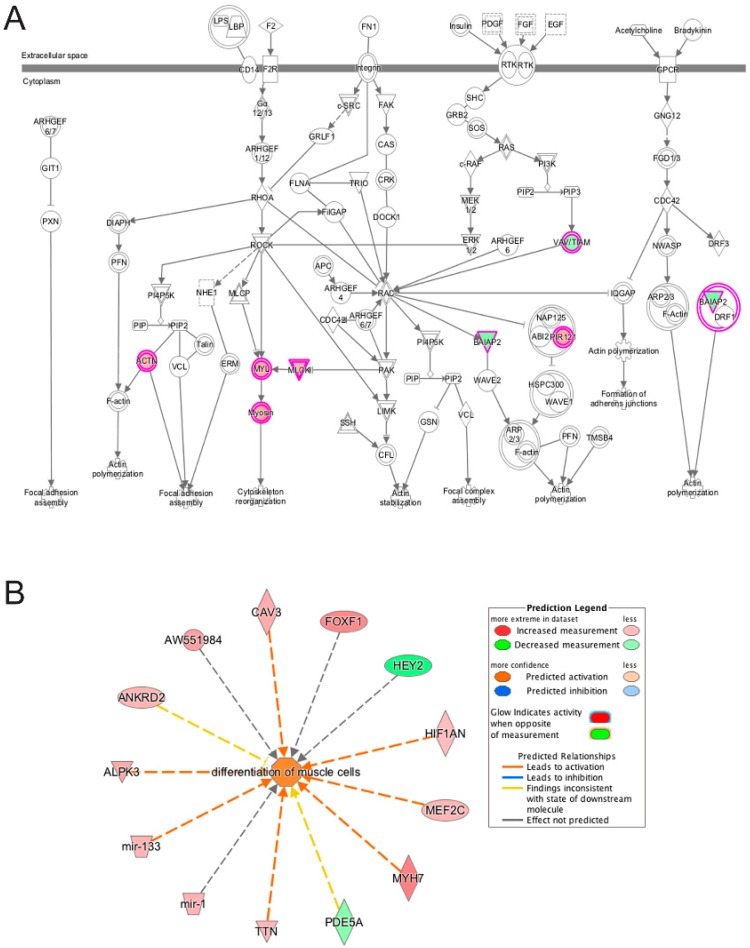 A
LPS
LBP
F2
FN1
Insulin
PDGF
FGF
EGF
Acetylcholine
Bradykinin
Extracellular space
CD14
F2R
Integrin
RTK
RTK
GPCR
Cytoplasm
Gα
12/13
c-SRC
FAK
SHC
GRB2
SOS
GNG12
ARHGEF
6/7
GRLF1
CAS
RAS
ARHGEF
1/12
c-RAF
PI3K
FGD1/3
GIT1
FLNA
TRIO
CRK
PIP2
PIP3
RHOA
MEK
1/2
CDC42
PXN
DIAPH
FilGAP
DOCK1
ROCK
ERK
1/2
ARHGEF
6
VAV/TIAM
NWASP
DRF3
PFN
APC
PI4P5K
NHE1
MLCP
ARHGEF
4
RAC
IQGAP
ARP2/3
F-Actin
BAIAP2
DRF1
PIP
PIP2
CDC42
ARHGEF
6/7
NAP125
ABI2
PIR121
Talin
PI4P5K
BAIAP2
Actin
polymerization
ACTN
VCL
ERM
MYL
MLCK
PAK
PIP
PIP2
WAVE2
HSPC300
WAVE1
Formation of
adherens junctions
F-actin
Myosin
SSH
LIMK
GSN
VCL
ARP
2/3
F-actin
PFN
TMSB4
CFL
Actin
polymerization
Focal adhesion
assembly
Focal adhesion
assembly
Cytoskeleton
reorganization
Actin
stabilization
Focal complex
assembly
Actin
polymerization
Actin
polymerization
B
CAV3
FOXF1
AW551984
HEY2
ANKRD2
HIF1AN
ALPK3
differentiation of muscle cells
MEF2C
mir-133
MYH7
mir-1
TTN
PDE5A
Prediction Legend
more extreme in dataset
less
Increased measurement
Decreased measurement
more confidence
less
Predicted activation
Predicted inhibition
Glow Indicates activity
when opposite
of measurement
Predicted Relationships
Leads to activation
Leads to inhibition
Findings inconsistent
with state of downstream
molecule
Effect not predicted